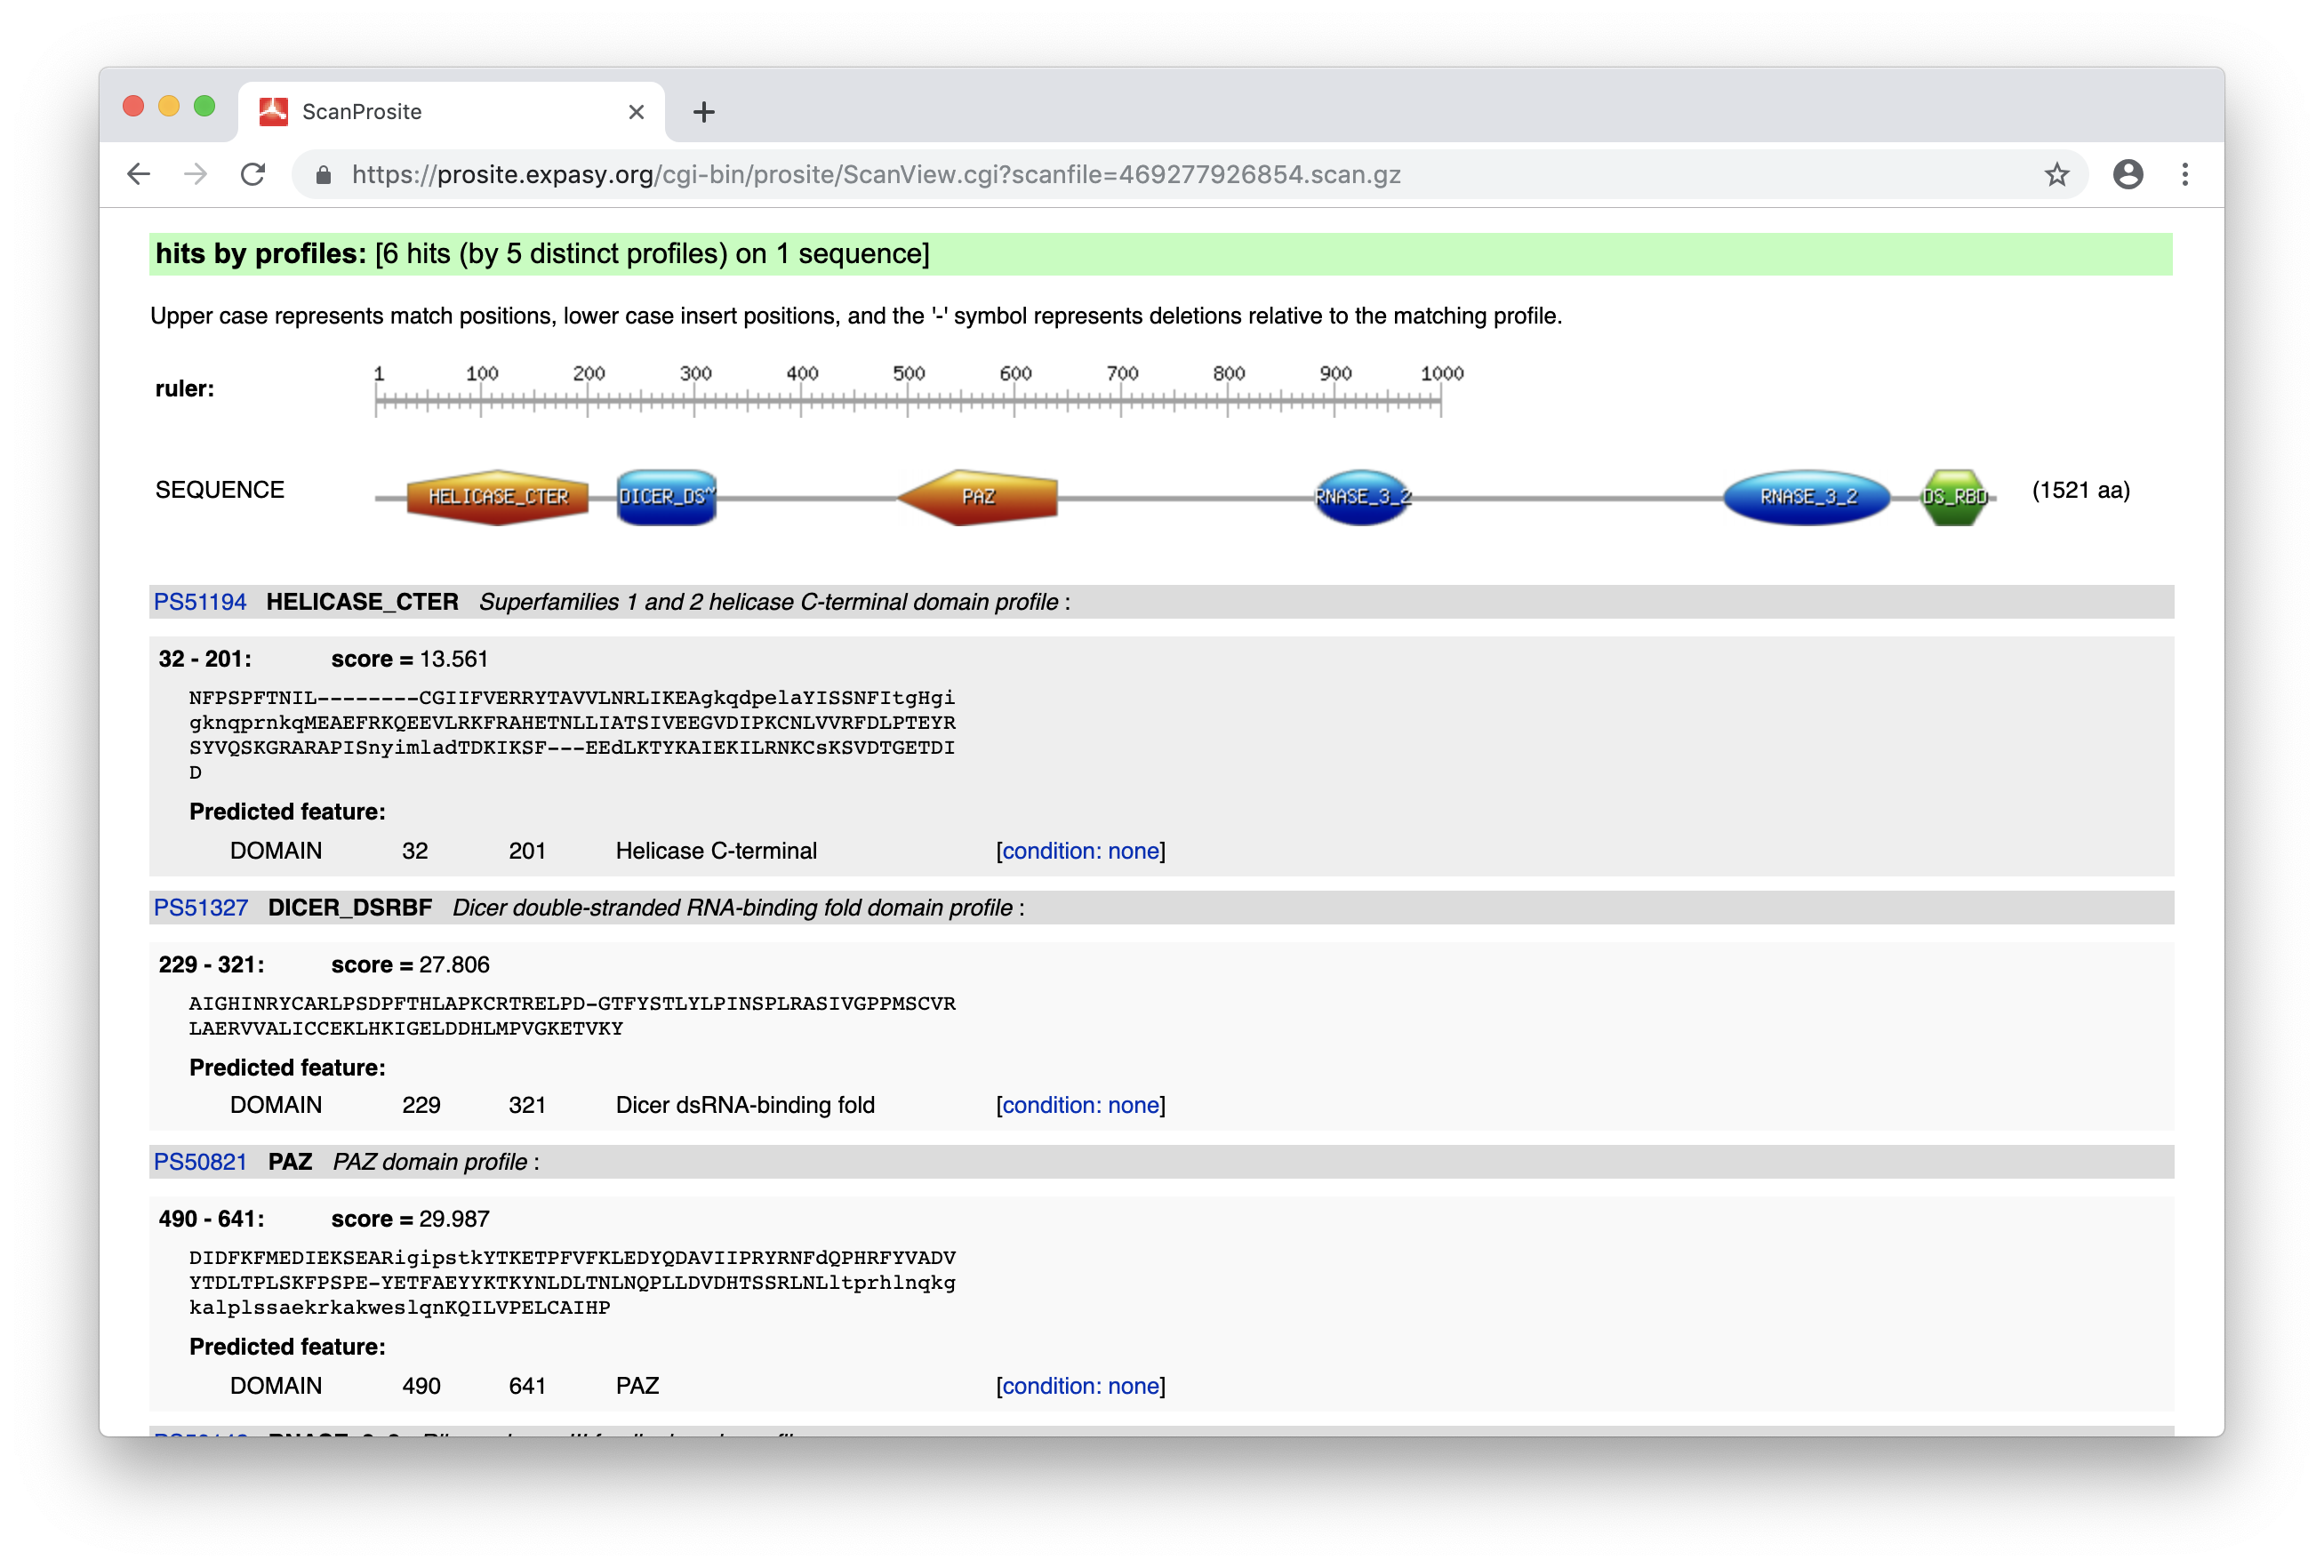 ScanProsite
https://prosite.expasy.org/cgi-bin/prosite/ScanView.cgi?scanfile=469277926854.scan.gz
hits by profiles: [6 hits (by 5 distinct profiles) on 1 sequence]
Upper case represents match positions, lower case insert positions, and the '-' symbol represents deletions relative to the matching profile.
ruler:
1 100 200 300 400 500 600 700 800 900 1000
SEQUENCE HELICASE_CTER DICER_DS~ PAZ RNASE_3_2 RNASE_3_2 DS_RBD (1521 aa)
PS51194 HELICASE_CTER Superfamilies 1 and 2 helicase C-terminal domain profile :
32 - 201: score = 13.561
NFPSPFTNIL--------CGIIFVERRYTAVVLNRLIKEAgkqdpelaYISSNFITgHgi
gknqprnkqMEAEFRKQEEVLRKFRAHETNLLIATSIVEEGVDIPKCNLVVRFDLPTEYR
SYVQSKGRARAPISnyimladTDKIKSF---EEdLKTYKAIEKILRNKCsKSVDTGETDI
D
Predicted feature:
DOMAIN 32 201 Helicase C-terminal [condition: none]
PS51327 DICER_DSRBF Dicer double-stranded RNA-binding fold domain profile :
229 - 321: score = 27.806
AIGHINRYCARLPSDPFTHLAPKCRTRELPD-GTFYSTLYLPINSPLRASIVGPPMSCVR
LAERVVALICCEKLHKIGELDDHLMPVGKETVKY
Predicted feature:
DOMAIN 229 321 Dicer dsRNA-binding fold [condition: none]
PS50821 PAZ PAZ domain profile :
490 - 641: score = 29.987
DIDFKFMEDIEKSEARigipstkYTKETPFVFKLEDYQDAVIIPRYRNFdQPHRFYVADV
YTDLTPLSKFPSPE-YETFAEYYKTKYNLDLTNLNQPLLDVDHTSSRLNLltprhlnqkg
kalplssaekrkakweslqnKQILVPELCAIHP
Predicted feature:
DOMAIN 490 641 PAZ [condition: none]